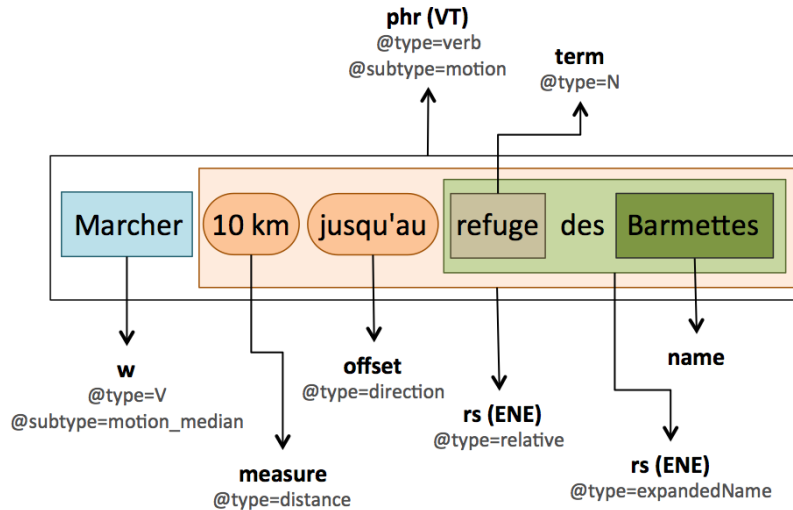 phr (VT)
@type=verb
@subtype=motion
term
@type=N
Marcher 10 km jusqu'au refuge des Barmettes
w
@type=V
@subtype=motion_median
measure
@type=distance
offset
@type=direction
rs (ENE)
@type=relative
name
rs (ENE)
@type=expandedName